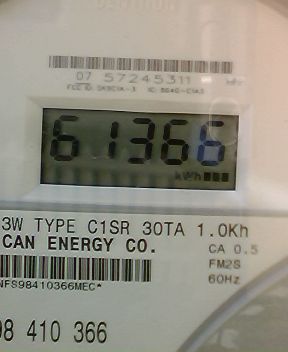 07 57245311
61366
kWh
3W TYPE C1SR 30TA 1.0Kh
CAN ENERGY CO.
CA 0.5
FM2S
60Hz
NFS98410366MEC*
98 410 366